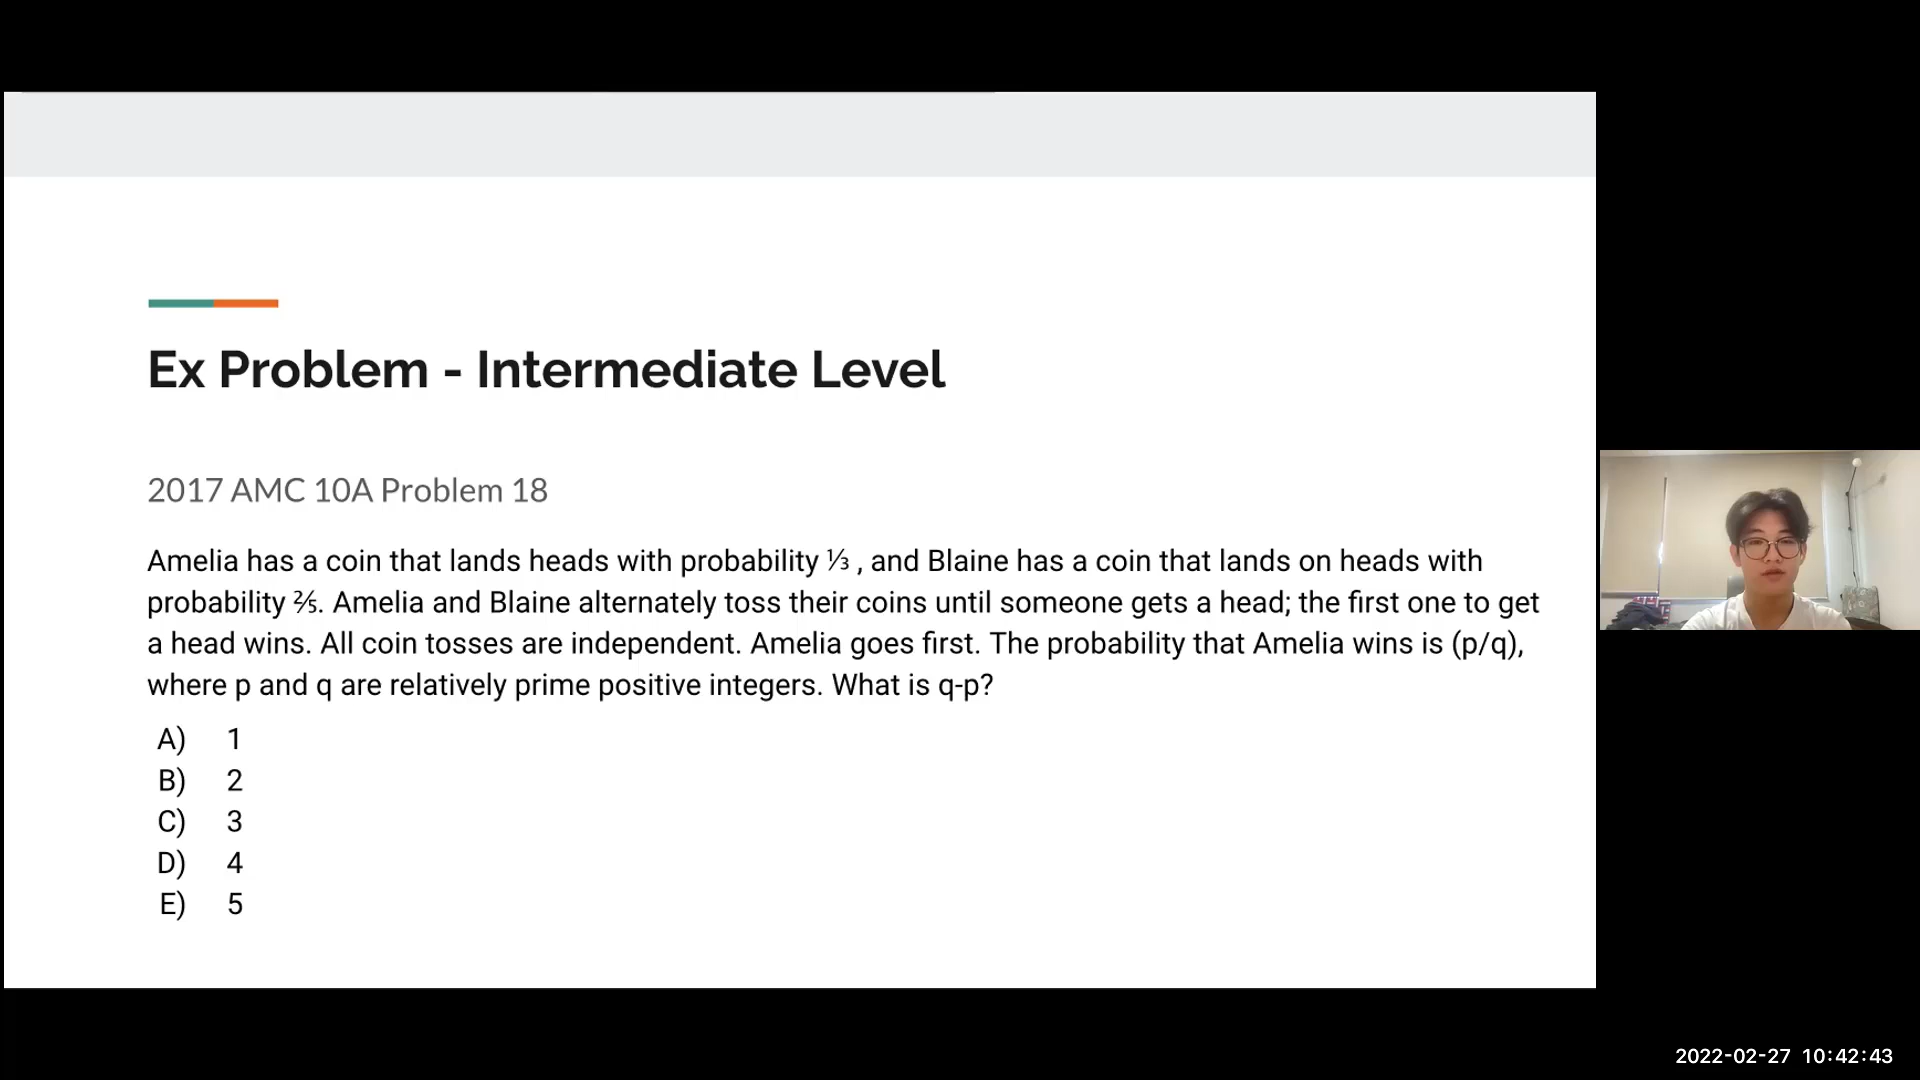 Ex Problem - Intermediate Level
2017 AMC 10A Problem 18
Amelia has a coin that lands heads with probability ⅓ , and Blaine has a coin that lands on heads with
probability ⅖. Amelia and Blaine alternately toss their coins until someone gets a head; the first one to get
a head wins. All coin tosses are independent. Amelia goes first. The probability that Amelia wins is (p/q),
where p and q are relatively prime positive integers. What is q-p?
A) 1
B) 2
C) 3
D) 4
E) 5
2022-02-27 10:42:43